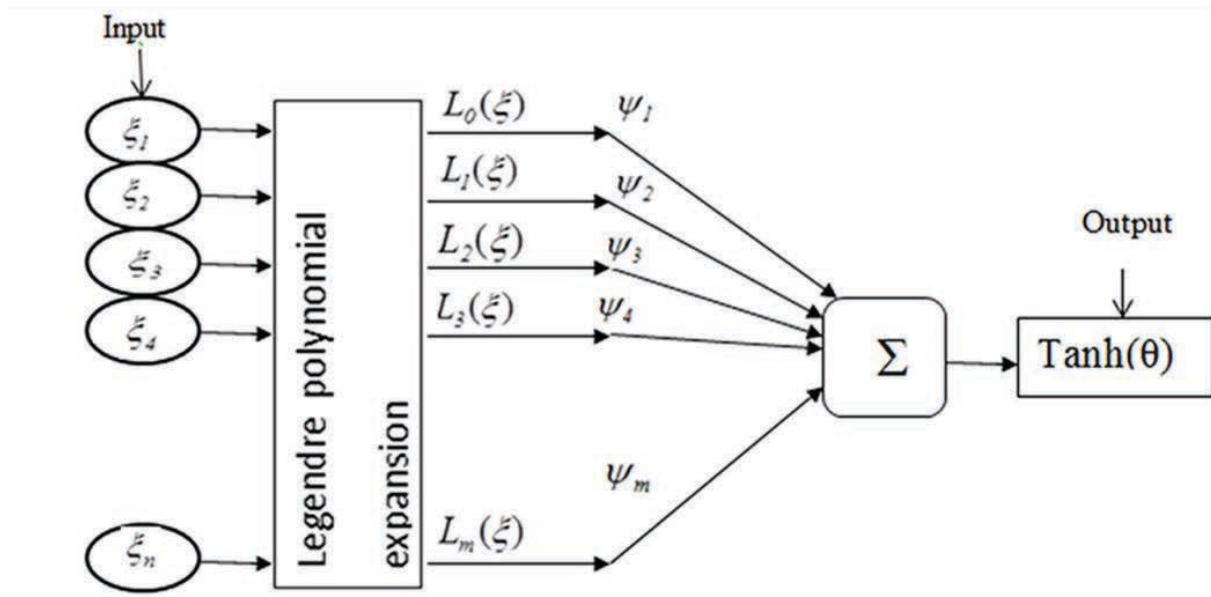 Input
ξ1
ξ2
ξ3
ξ4
ξn
Legendre polynomial
expansion
L0(ξ)
L1(ξ)
L2(ξ)
L3(ξ)
Lm(ξ)
ψ1
ψ2
ψ3
ψ4
ψm
Σ
Output
Tanh(θ)